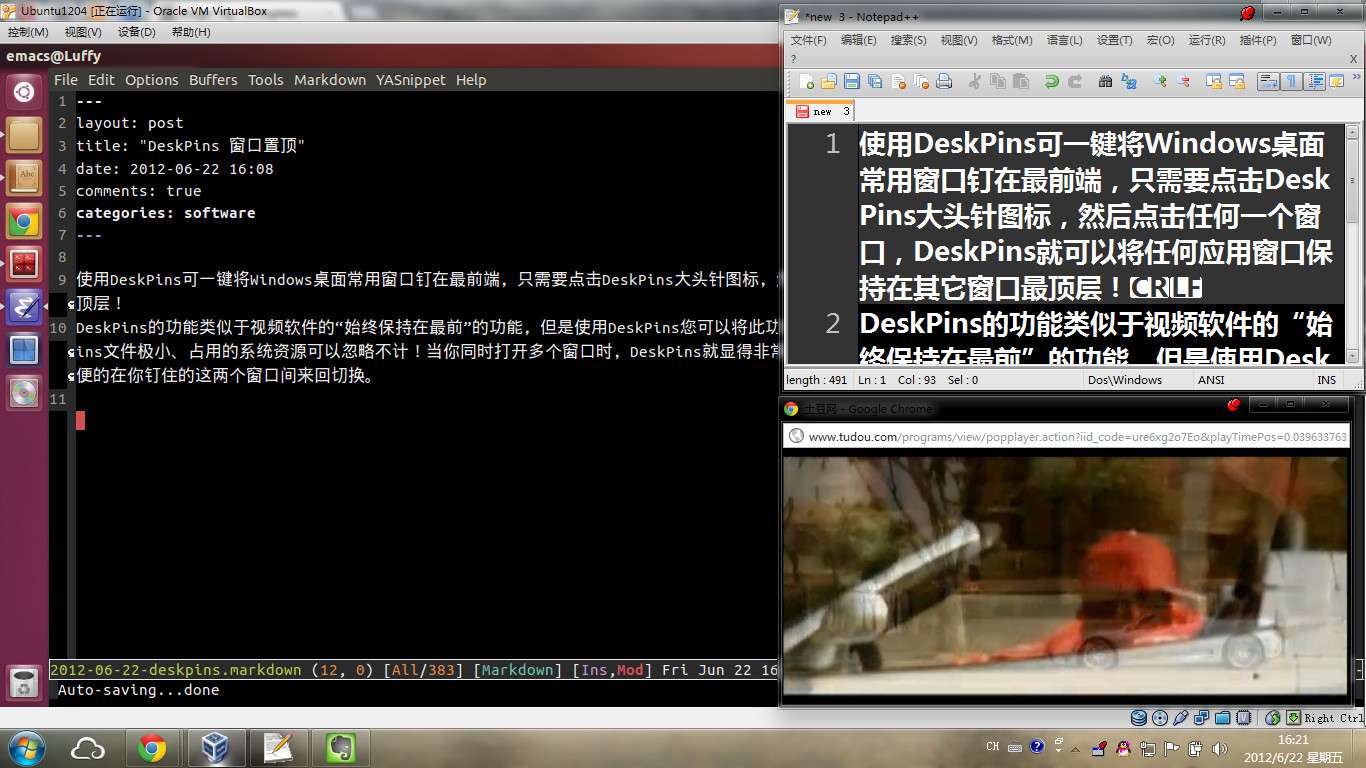 Ubuntu1204 [正在运行] - Oracle VM VirtualBox
控制(M) 视图(V) 设备(D) 帮助(H)
emacs@Luffy
File Edit Options Buffers Tools Markdown YASnippet Help
1 ---
2 layout: post
3 title: "DeskPins 窗口置顶"
4 date: 2012-06-22 16:08
5 comments: true
6 categories: software
7 ---
8
9 使用DeskPins可一键将Windows桌面常用窗口钉在最前端，只需要点击DeskPins大头针图标，
顶层！
10 DeskPins的功能类似于视频软件的“始终保持在最前”的功能，但是使用DeskPins您可以将此功
ins文件极小、占用的系统资源可以忽略不计！当你同时打开多个窗口时，DeskPins就显得非常
便的在你钉住的这两个窗口间来回切换。
11
2012-06-22-deskpins.markdown (12, 0) [All/383] [Markdown] [Ins,Mod] Fri Jun 22 16
Auto-saving...done
*new 3 - Notepad++
文件(F) 编辑(E) 搜索(S) 视图(V) 格式(M) 语言(L) 设置(T) 宏(O) 运行(R) 插件(P) 窗口(W)
? X
new 3
1 使用DeskPins可一键将Windows桌面
常用窗口钉在最前端，只需要点击Desk
Pins大头针图标，然后点击任何一个窗
口，DeskPins就可以将任何应用窗口保
持在其它窗口最顶层！CRLF
2 DeskPins的功能类似于视频软件的“始
终保持在最前”的功能，但是使用Desk
length : 491 Ln : 1 Col : 93 Sel : 0 Dos\Windows ANSI INS
土豆网 - Google Chrome
www.tudou.com/programs/view/popplayer.action?iid_code=ure6xg2o7Eo&playTimePos=0.039633763
Right Ctrl
CH
16:21
2012/6/22 星期五